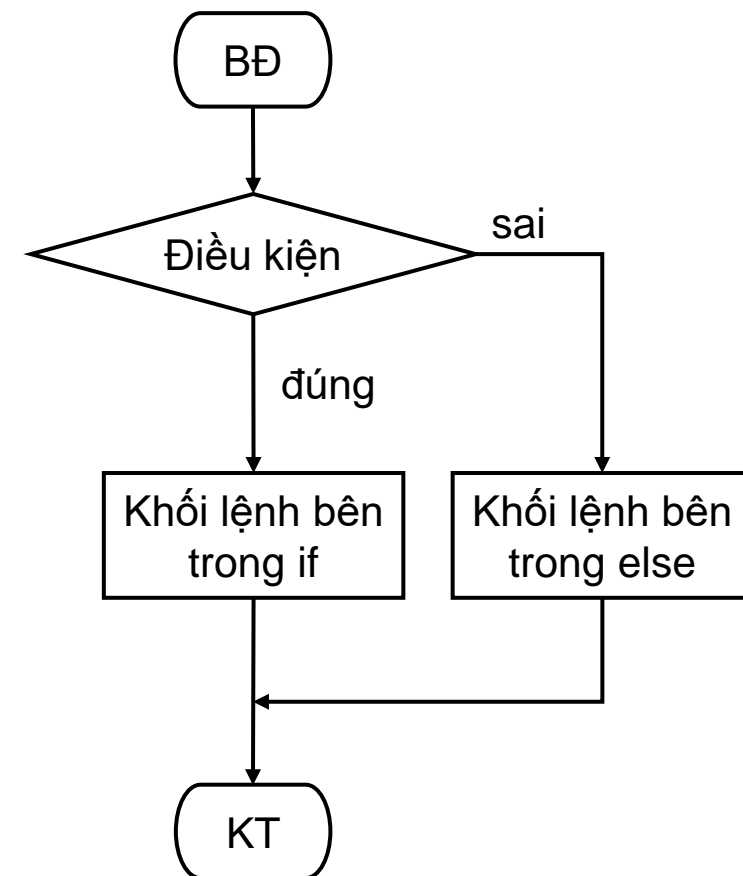 BĐ
Điều kiện
sai
đúng
Khối lệnh bên
trong if
Khối lệnh bên
trong else
KT